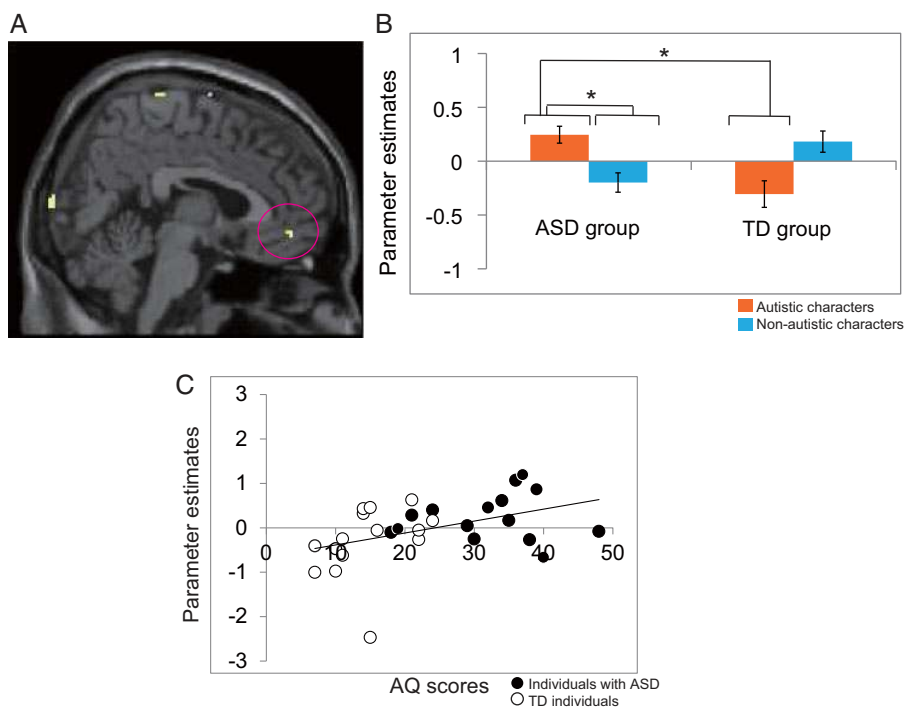 A
B
1
0.5
0
-0.5
-1
Parameter estimates
*
*
ASD group
TD group
Autistic characters
Non-autistic characters
C
3
2
1
0
-1
-2
-3
Parameter estimates
0 10 20 30 40 50
AQ scores
Individuals with ASD
TD individuals